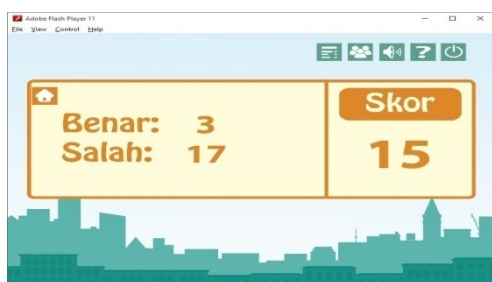 Adobe Flash Player 11
File View Control Help
?
Benar: 3
Salah: 17
Skor
15